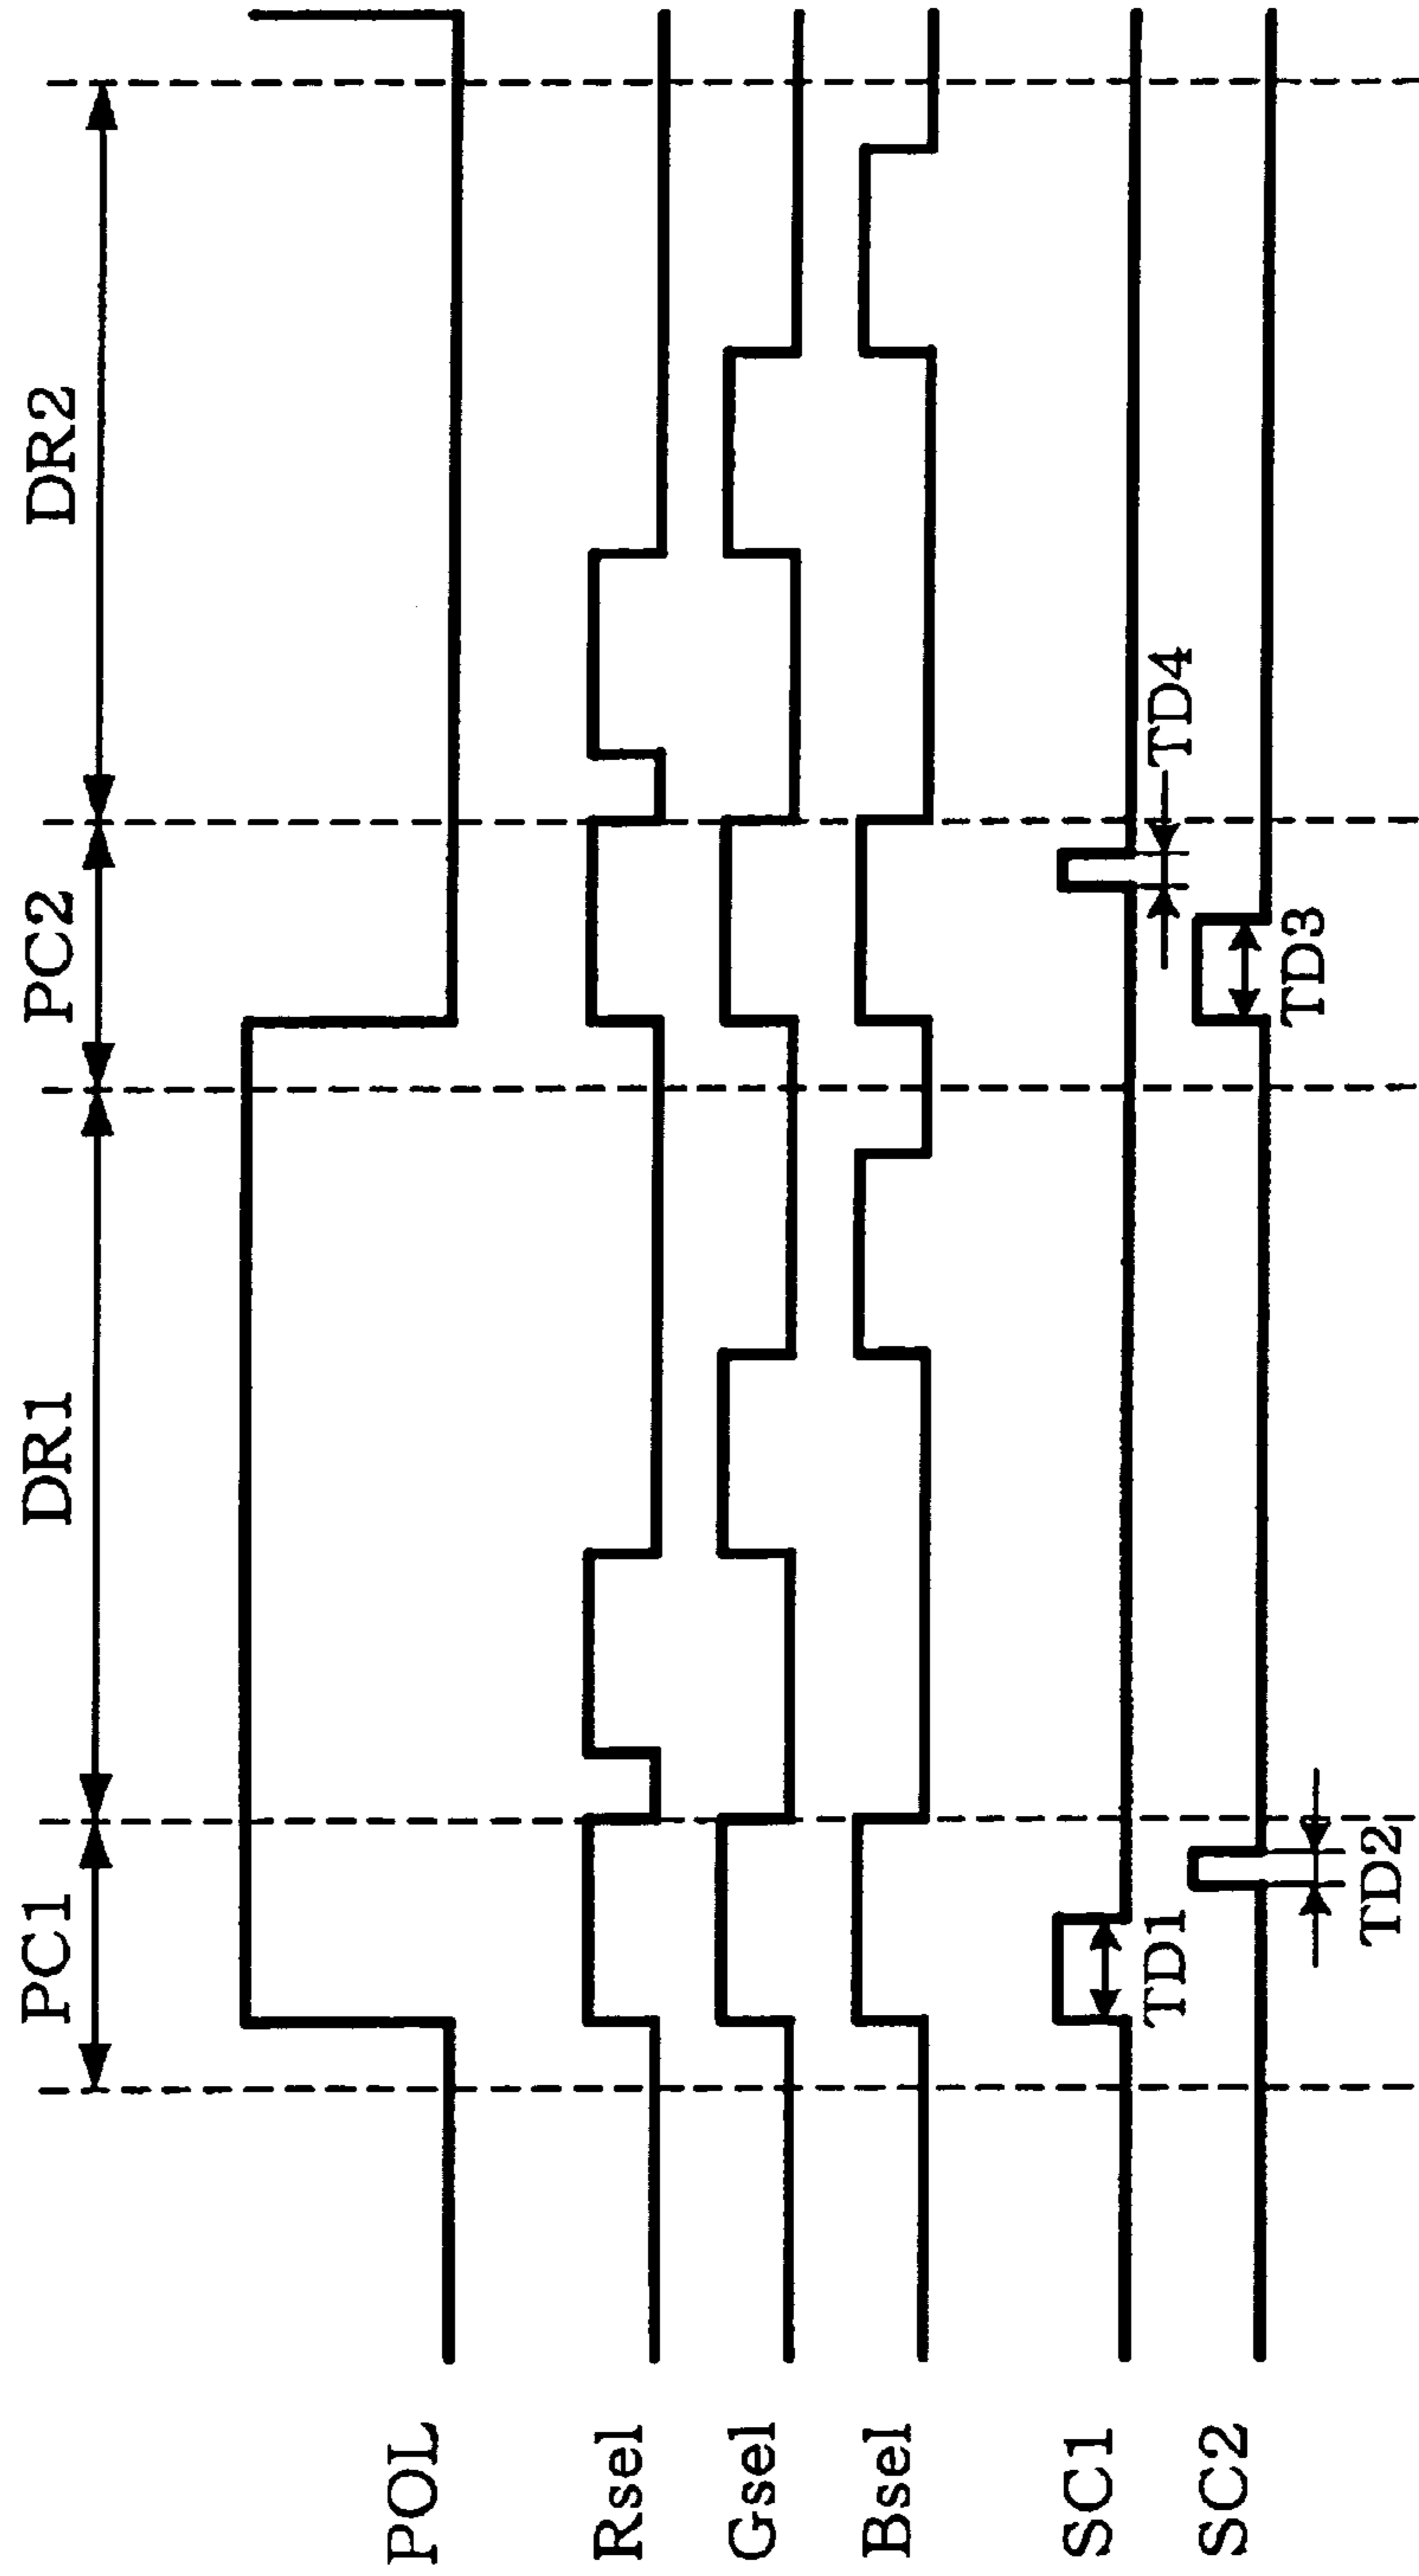 PC1 DR1 PC2 DR2
POL
Rsel
Gsel
Bsel
SC1
TD1 TD4
SC2
TD2 TD3